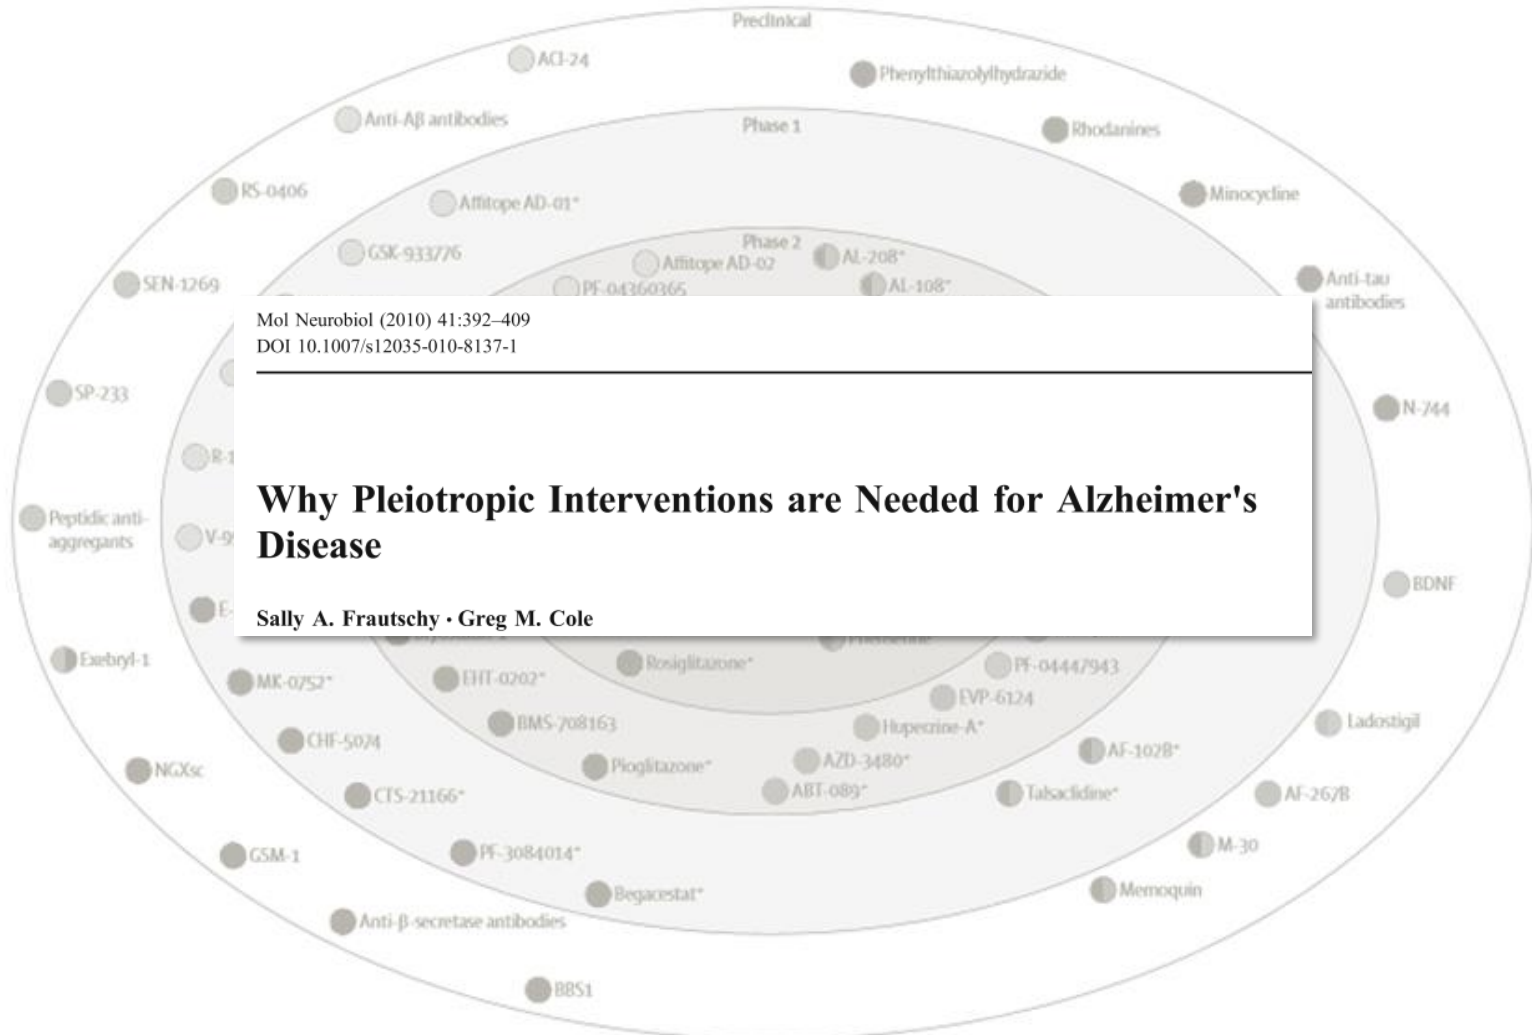 Preclinical
ACI-24
Phenylthiazolylhydrazide
Anti-Aβ antibodies
Phase 1
Rhodanines
RS-0406
Affitope AD-01*
Minocycline
GSK-933776
Phase 2
Affitope AD-02
AL-208*
SEN-1269
PF-04360365
AL-108*
Anti-tau
antibodies
Mol Neurobiol (2010) 41:392–409
DOI 10.1007/s12035-010-8137-1
SP-233
N-744
R-1
Why Pleiotropic Interventions are Needed for Alzheimer's
Disease
Peptidic anti-
aggregants
V-9
BDNF
E-
Sally A. Frautschy · Greg M. Cole
Exebryl-1
Rosiglitazone*
PF-04447943
MK-0752*
EHT-0202*
EVP-6124
BMS-708163
Huperzine-A*
Ladostigil
CHF-5074
AF-102B*
NGXsc
Pioglitazone*
AZD-3480*
CTS-21166*
ABT-089*
Talsaclidine*
AF-267B
GSM-1
PF-3084014*
M-30
Begacestat*
Memoquin
Anti-β-secretase antibodies
BBS1